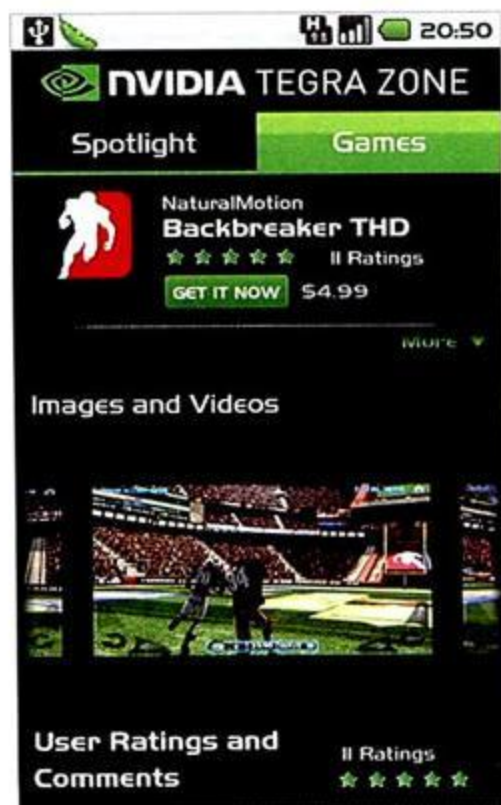 20:50
NVIDIA TEGRA ZONE
Spotlight Games
NaturalMotion
Backbreaker THD
11 Ratings
GET IT NOW $4.99
More
Images and Videos
User Ratings and
Comments
11 Ratings